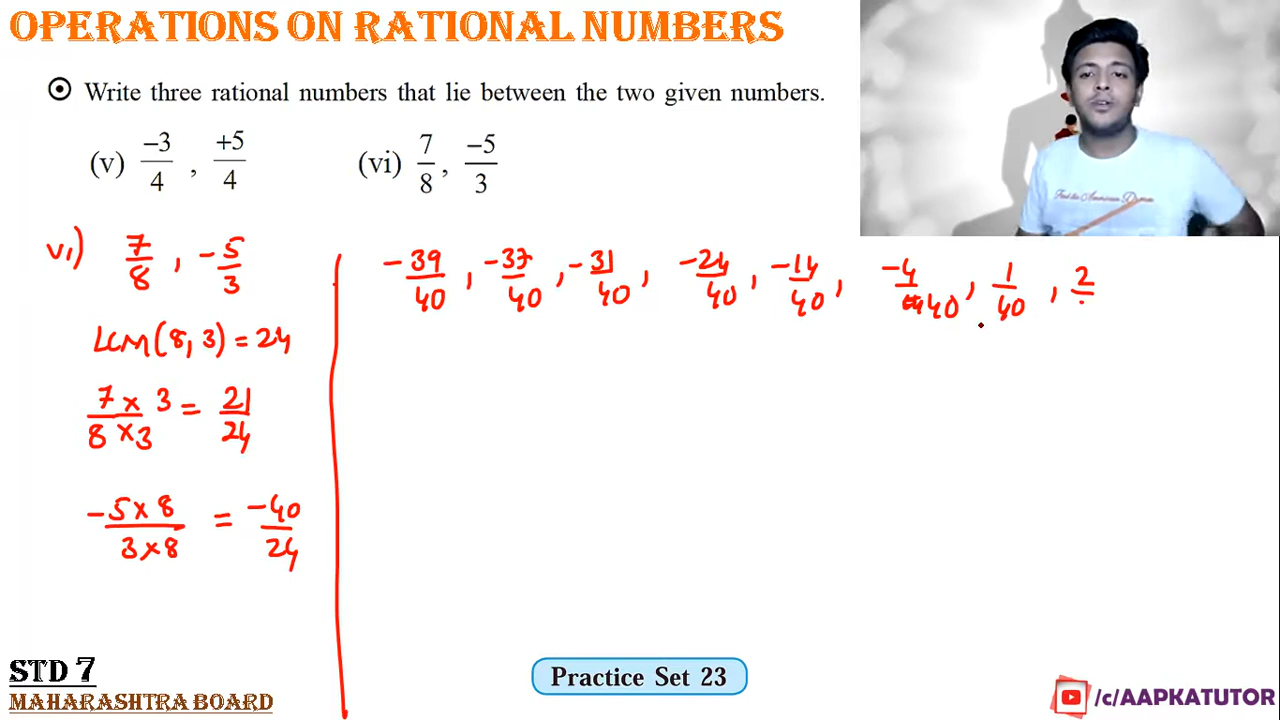 OPERATIONS ON RATIONAL NUMBERS
Write three rational numbers that lie between the two given numbers.
(v) −3/4 , +5/4 (vi) 7/8 , −5/3
vi) 7/8 , -5/3
LCM(8, 3) = 24
7 × 3 / 8 × 3 = 21/24
-5 × 8 / 3 × 8 = -40/24
-39/40 , -37/40 , -31/40 , -24/40 , -14/40 , -4/40 , 1/40 , 2
STD 7
MAHARASHTRA BOARD
Practice Set 23
/c/AAPKATUTOR